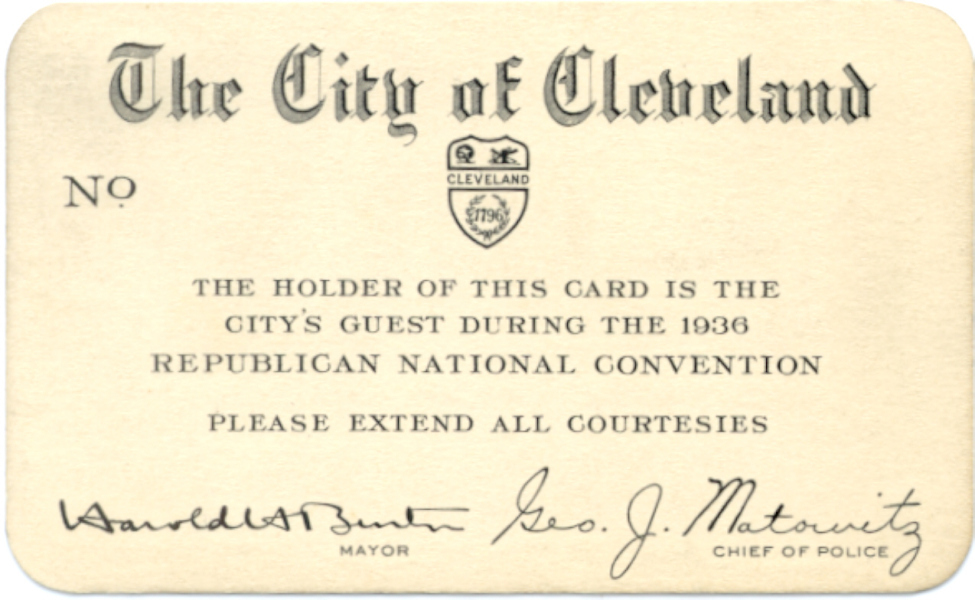 The City of Cleveland
No
CLEVELAND
1796
THE HOLDER OF THIS CARD IS THE
CITY'S GUEST DURING THE 1936
REPUBLICAN NATIONAL CONVENTION
PLEASE EXTEND ALL COURTESIES
Harold H Burton Geo. J. Matowitz
MAYOR CHIEF OF POLICE